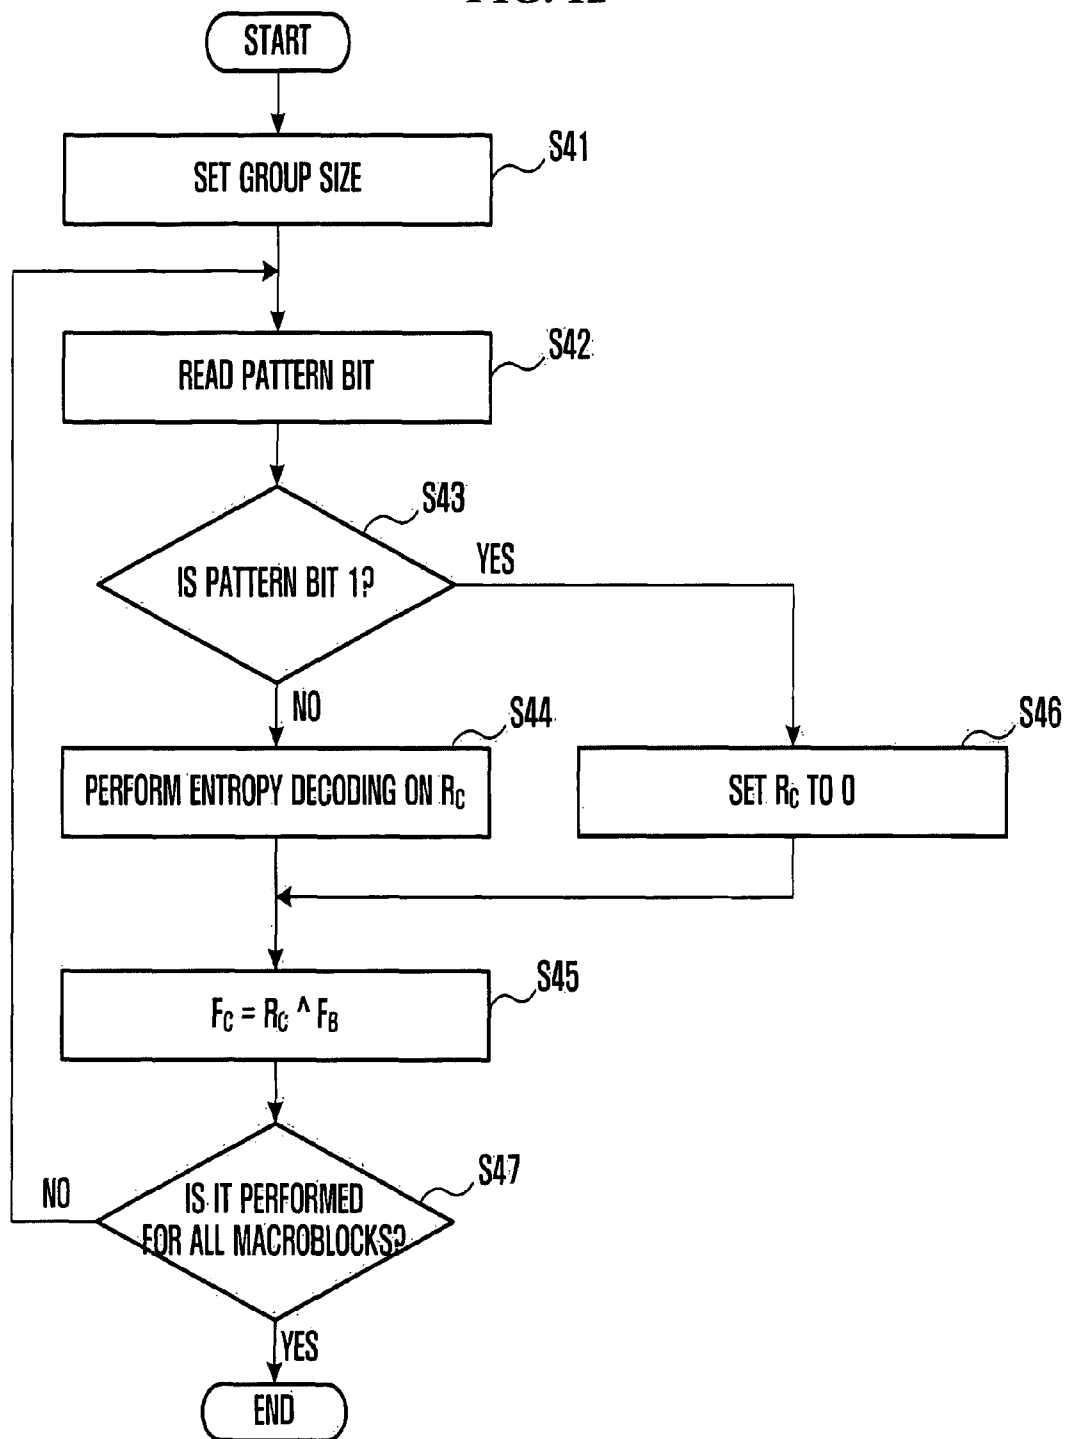 START
SET GROUP SIZE
S41
READ PATTERN BIT
S42
S43
IS PATTERN BIT 1?
YES
NO
S44
PERFORM ENTROPY DECODING ON RC
S46
SET RC TO 0
S45
FC = RC ^ FB
S47
NO
IS IT PERFORMED
FOR ALL MACROBLOCKS?
YES
END